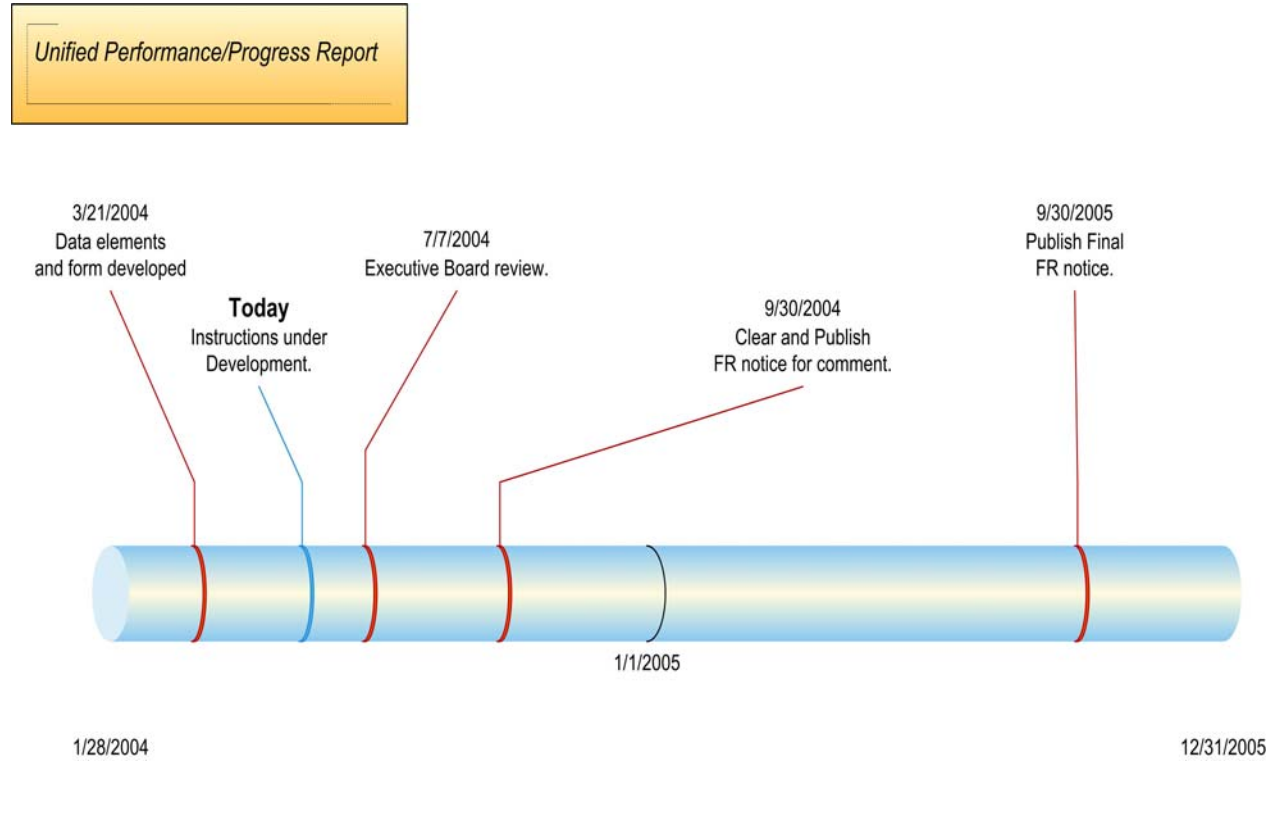 Unified Performance/Progress Report
3/21/2004
Data elements
and form developed
Today
Instructions under
Development.
7/7/2004
Executive Board review.
9/30/2004
Clear and Publish
FR notice for comment.
9/30/2005
Publish Final
FR notice.
1/1/2005
1/28/2004
12/31/2005